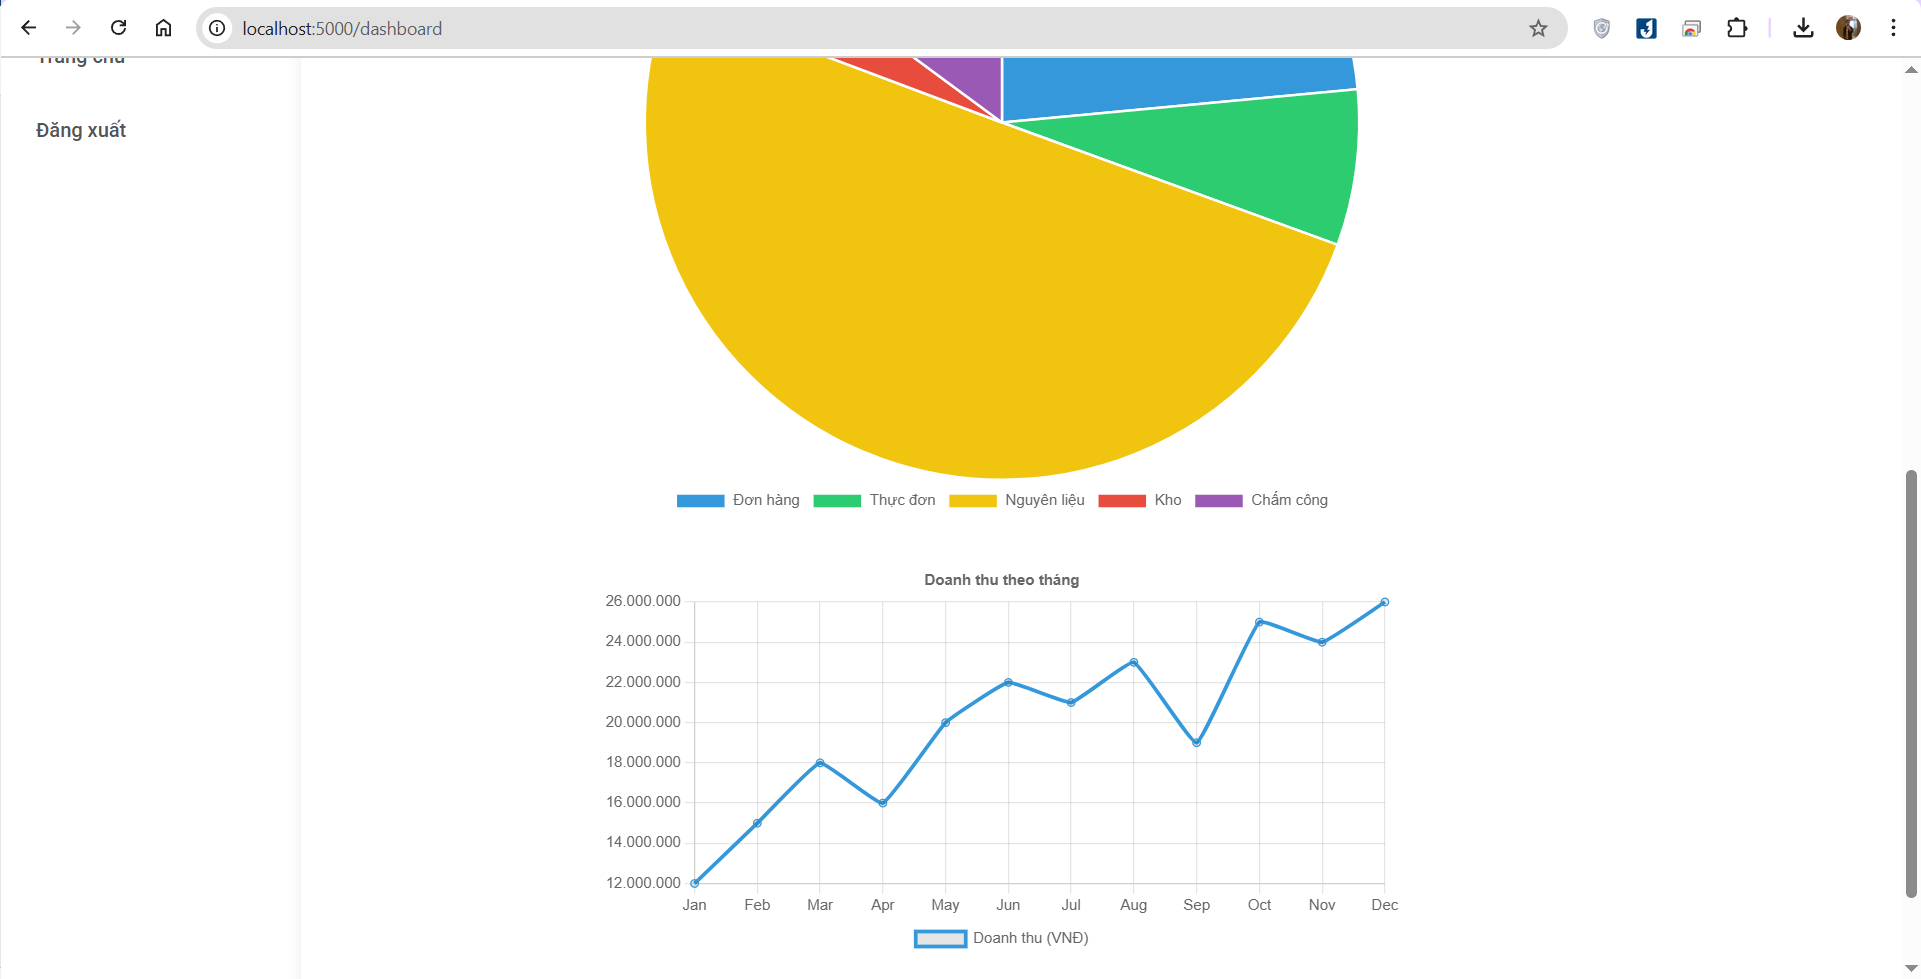 localhost:5000/dashboard
Trang chủ
Đăng xuất
Đơn hàng Thực đơn Nguyên liệu Kho Chấm công
Doanh thu theo tháng
26.000.000
24.000.000
22.000.000
20.000.000
18.000.000
16.000.000
14.000.000
12.000.000
Jan Feb Mar Apr May Jun Jul Aug Sep Oct Nov Dec
Doanh thu (VNĐ)